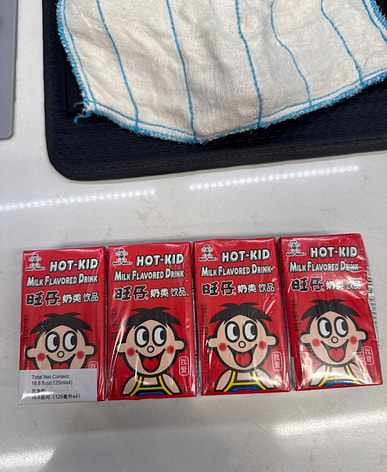 HOT-KID
MILK FLAVORED DRINK
旺仔 奶类 饮品
HOT-KID
MILK FLAVORED DRINK
旺仔 奶类 饮品
HOT-KID
MILK FLAVORED DRINK
旺仔 奶类 饮品
HOT-KID
MILK FLAVORED DRINK
旺仔 奶类 饮品
Total Net Content:
16.8 fl.oz(125mlx4)